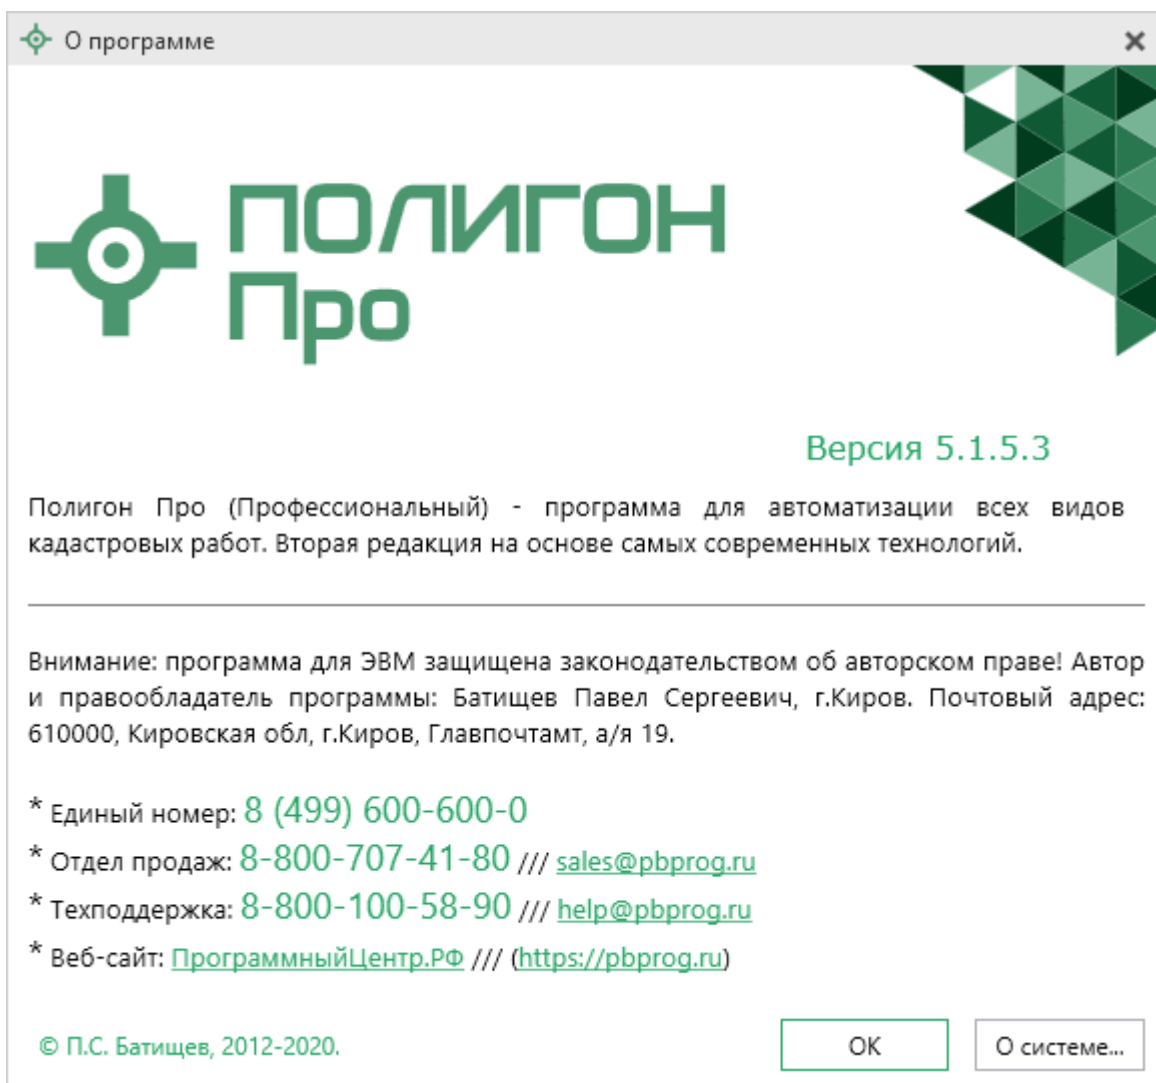 О программе
ПОЛИГОН
Про
Версия 5.1.5.3
Полигон Про (Профессиональный) - программа для автоматизации всех видов
кадастровых работ. Вторая редакция на основе самых современных технологий.
Внимание: программа для ЭВМ защищена законодательством об авторском праве! Автор
и правообладатель программы: Батищев Павел Сергеевич, г.Киров. Почтовый адрес:
610000, Кировская обл, г.Киров, Главпочтамт, а/я 19.
* Единый номер: 8 (499) 600-600-0
* Отдел продаж: 8-800-707-41-80 /// sales@pbprog.ru
* Техподдержка: 8-800-100-58-90 /// help@pbprog.ru
* Веб-сайт: ПрограммныйЦентр.РФ /// (https://pbprog.ru)
© П.С. Батищев, 2012-2020.
ОК
О системе...